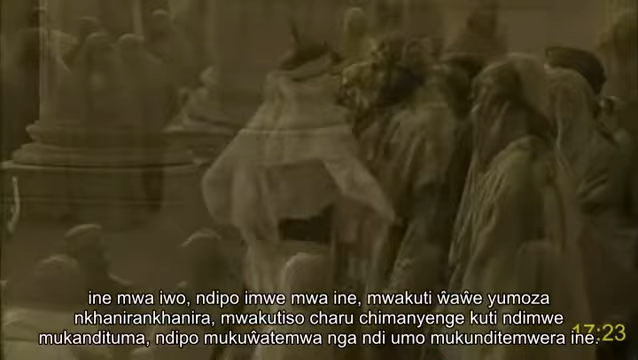 ine mwa iwo, ndipo imwe mwa ine, mwakuti ŵaŵe yumoza
nkhanirankhanira, mwakutiso charu chimanyenge kuti ndimwe
mukandituma, ndipo mukuŵatemwa nga ndi umo mukunditemwera ine.
17:23